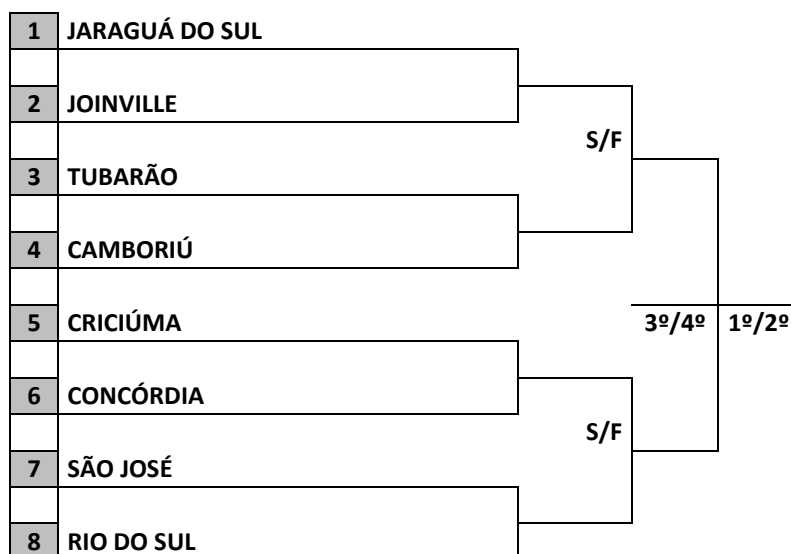 1 JARAGUÁ DO SUL
2 JOINVILLE
S/F
3 TUBARÃO
4 CAMBORIÚ
5 CRICIÚMA
3º/4º 1º/2º
6 CONCÓRDIA
S/F
7 SÃO JOSÉ
8 RIO DO SUL